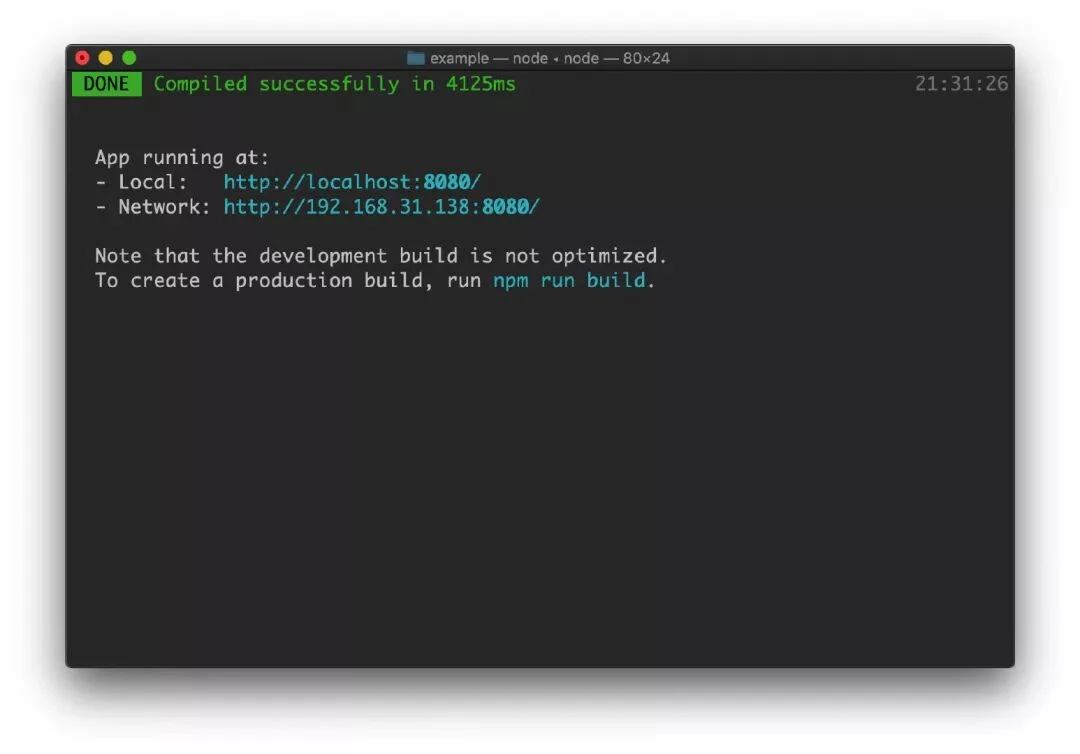 example — node ◂ node — 80×24
DONE Compiled successfully in 4125ms 21:31:26
App running at:
- Local: http://localhost:8080/
- Network: http://192.168.31.138:8080/
Note that the development build is not optimized.
To create a production build, run npm run build.